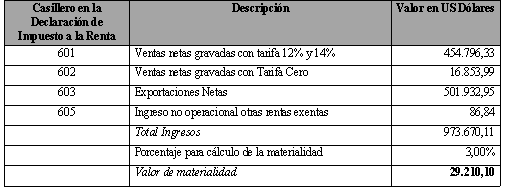 Casillero en la Declaración de Impuesto a la Renta Descripción Valor en US Dólares
601 Ventas netas gravadas con tarifa 12% y 14% 454.796,33
602 Ventas netas gravadas con Tarifa Cero 16.853,99
603 Exportaciones Netas 501.932,95
605 Ingreso no operacional otras rentas exentas 86,84
Total Ingresos 973.670,11
Porcentaje para cálculo de la materialidad 3,00%
Valor de materialidad 29.210,10